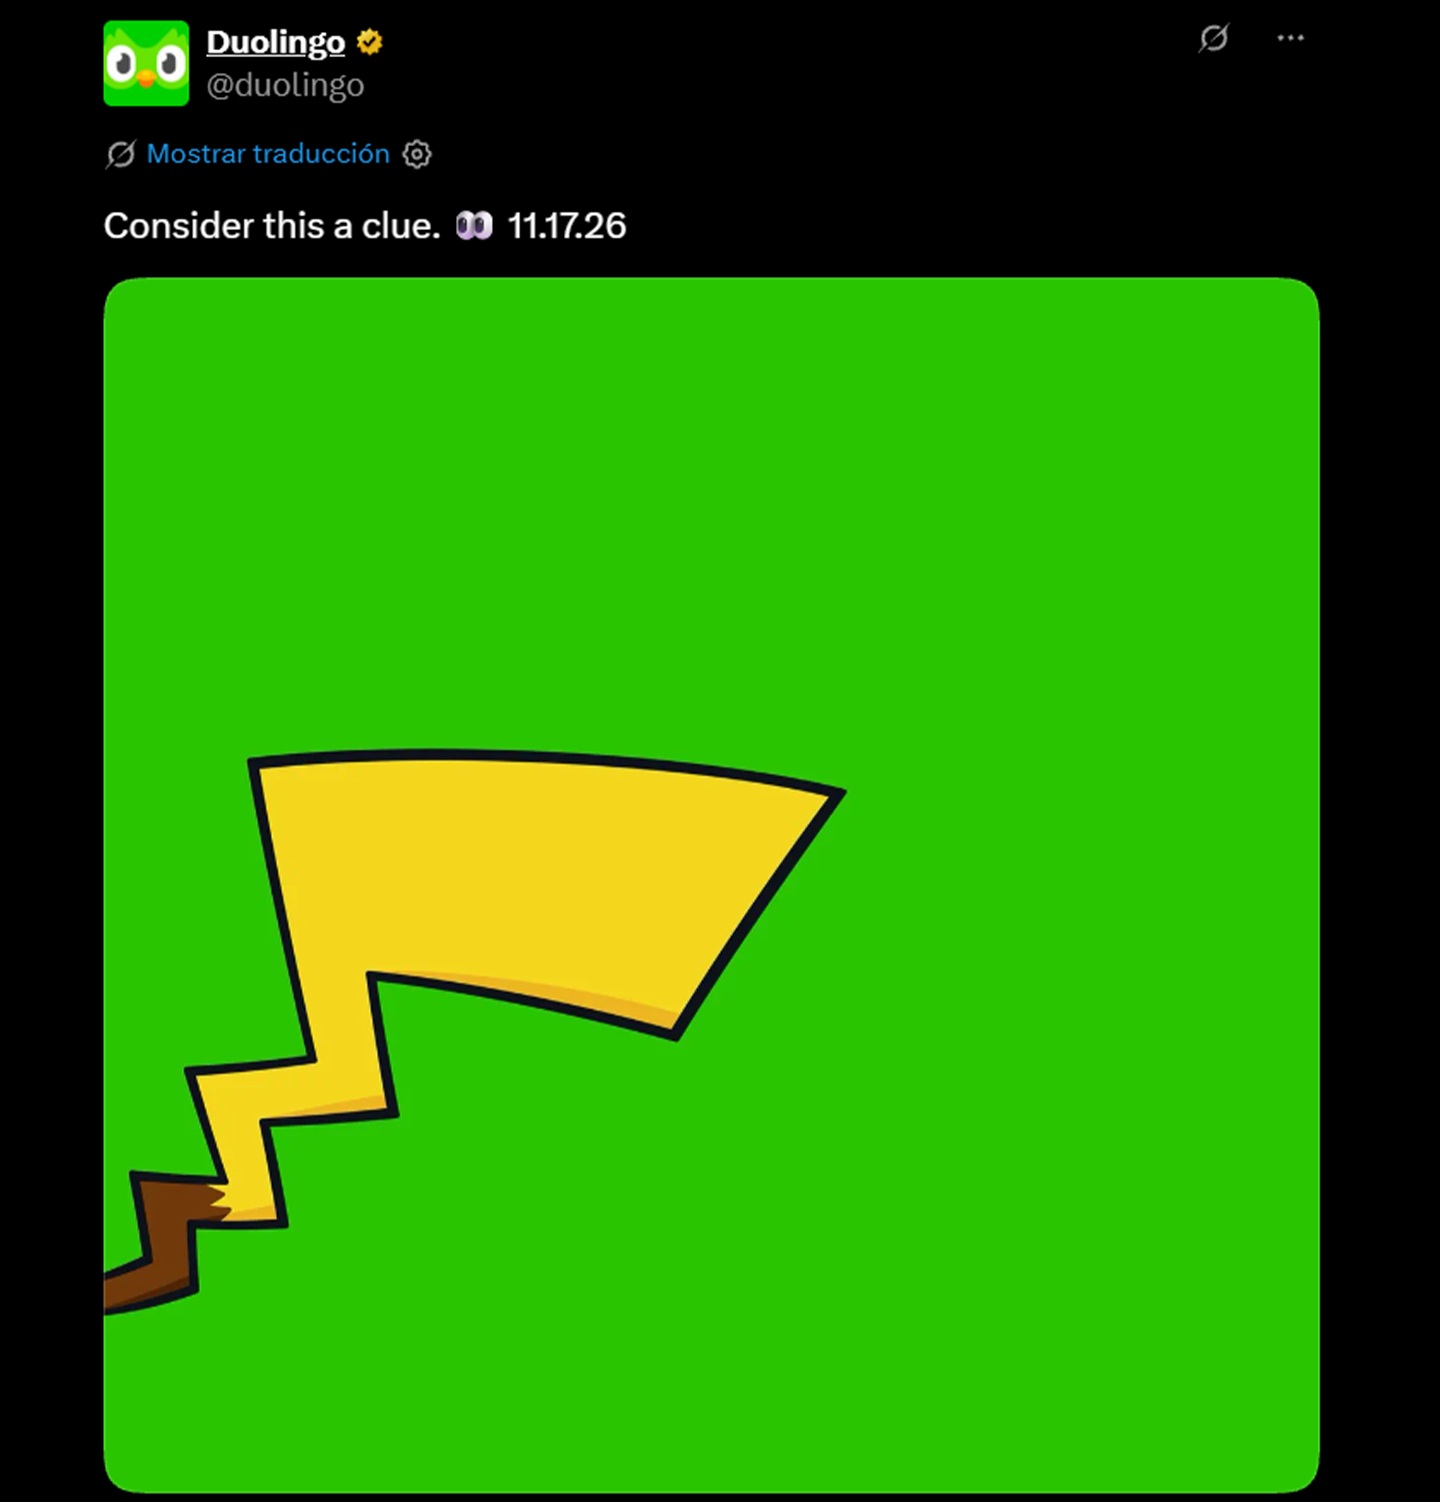 Duolingo
@duolingo
Mostrar traducción
Consider this a clue. 👀 11.17.26